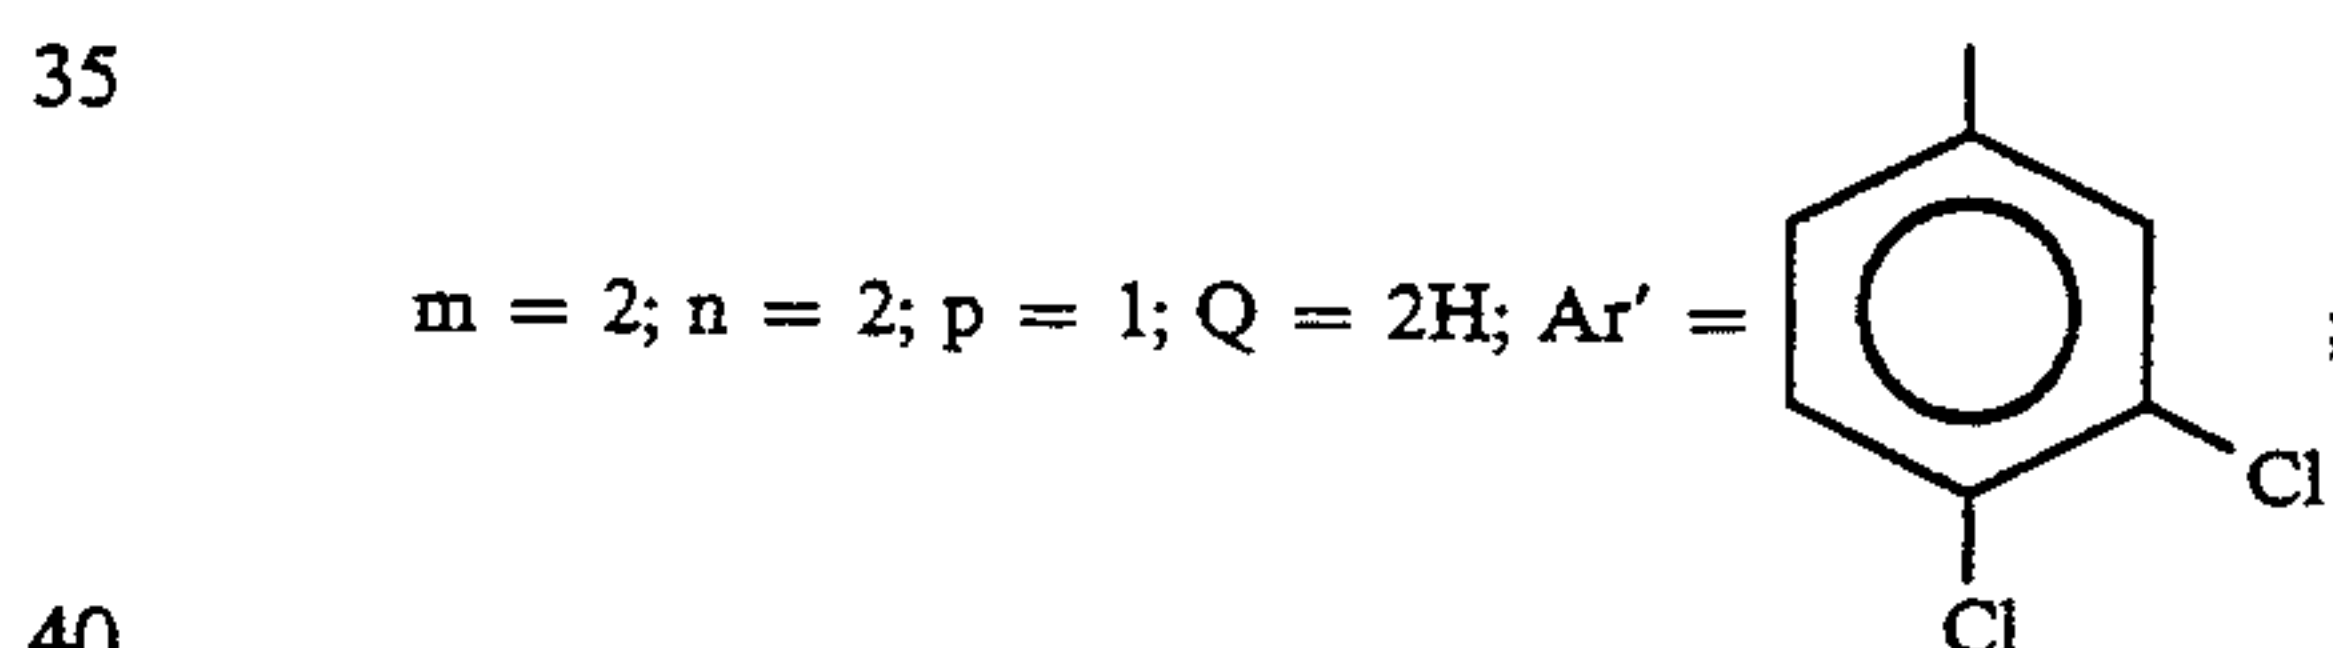 35
m = 2; n = 2; p = 1; Q = 2H; Ar′ = ;
Cl
Cl
40